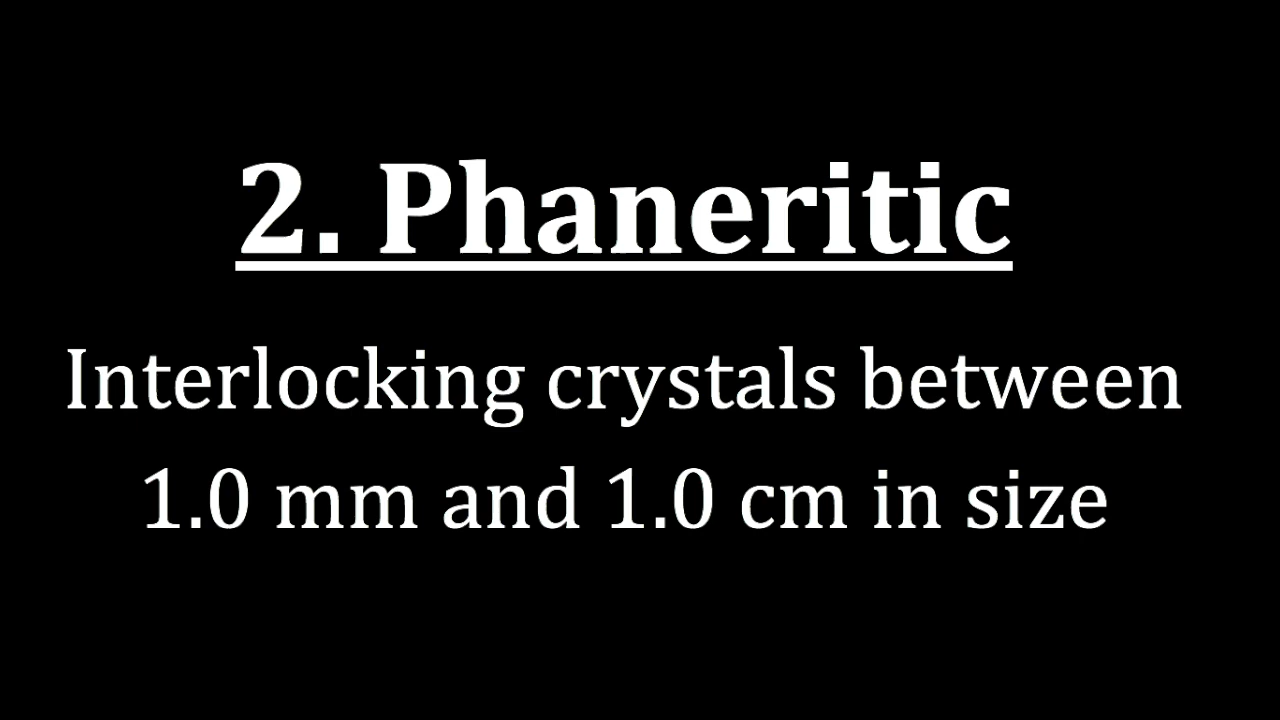 2. Phaneritic
Interlocking crystals between
1.0 mm and 1.0 cm in size